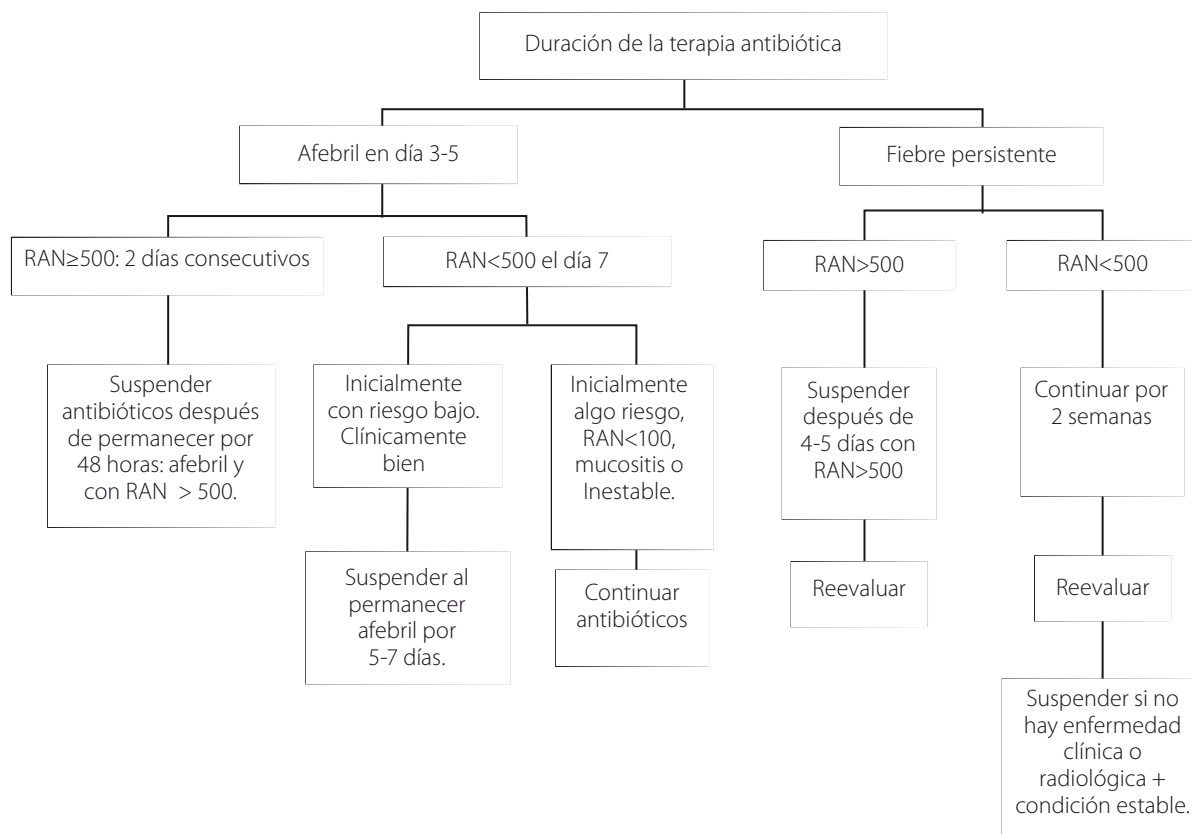 Duración de la terapia antibiótica
Afebril en día 3-5
Fiebre persistente
RAN≥500: 2 días consecutivos
RAN<500 el día 7
RAN>500
RAN<500
Suspender
antibióticos después
de permanecer por
48 horas: afebril y
con RAN > 500.
Inicialmente
con riesgo bajo.
Clínicamente
bien
Inicialmente
algo riesgo,
RAN<100,
mucositis o
Inestable.
Suspender
después de
4-5 días con
RAN>500
Continuar por
2 semanas
Suspender al
permanecer
afebril por
5-7 días.
Continuar
antibióticos
Reevaluar
Reevaluar
Suspender si no
hay enfermedad
clínica o
radiológica +
condición estable.